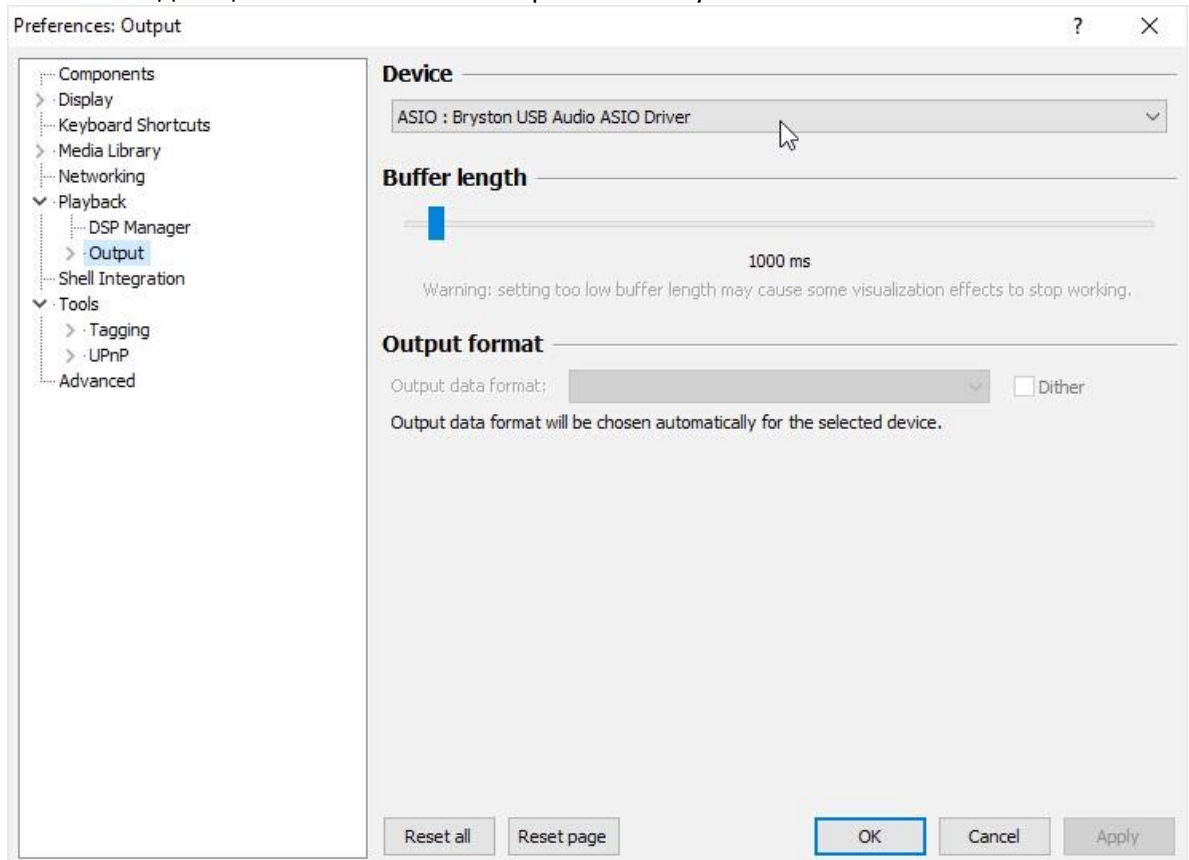 Preferences: Output
?
Components
Display
Keyboard Shortcuts
Media Library
Networking
Playback
DSP Manager
Output
Shell Integration
Tools
Tagging
UPnP
Advanced
Device
ASIO : Bryston USB Audio ASIO Driver
Buffer length
1000 ms
Warning: setting too low buffer length may cause some visualization effects to stop working.
Output format
Output data format:
Dither
Output data format will be chosen automatically for the selected device.
Reset all
Reset page
OK
Cancel
Apply